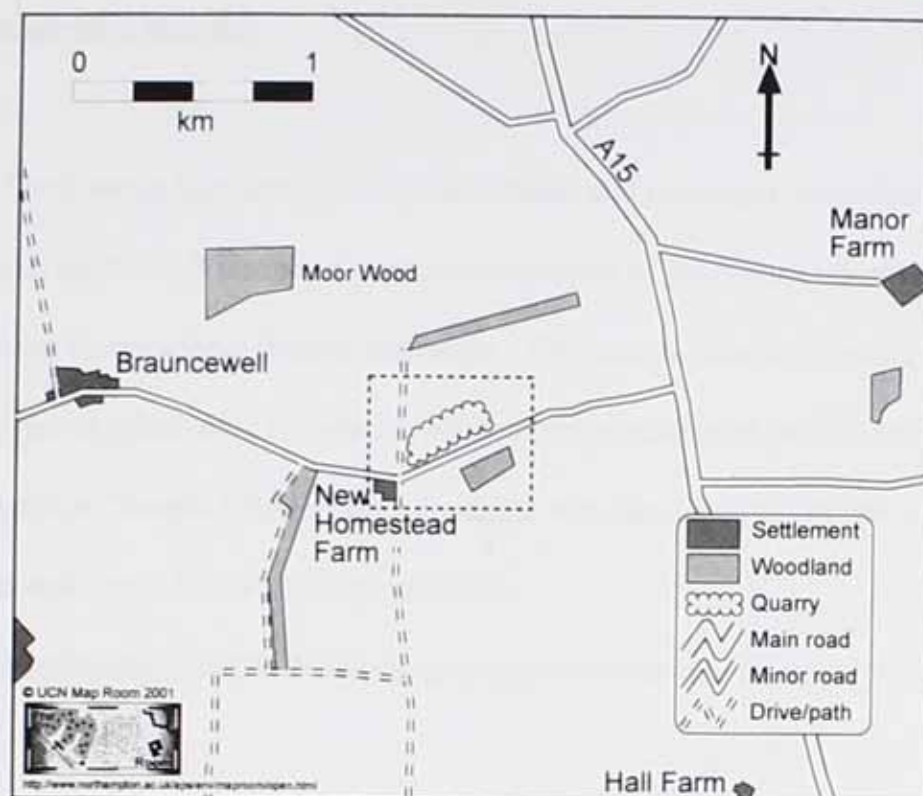 0 1
km
N
A15
Manor
Farm
Moor Wood
Brauncewell
New
Homestead
Farm
Settlement
Woodland
Quarry
Main road
Minor road
Drive/path
© UCN Map Room 2001
Hall Farm